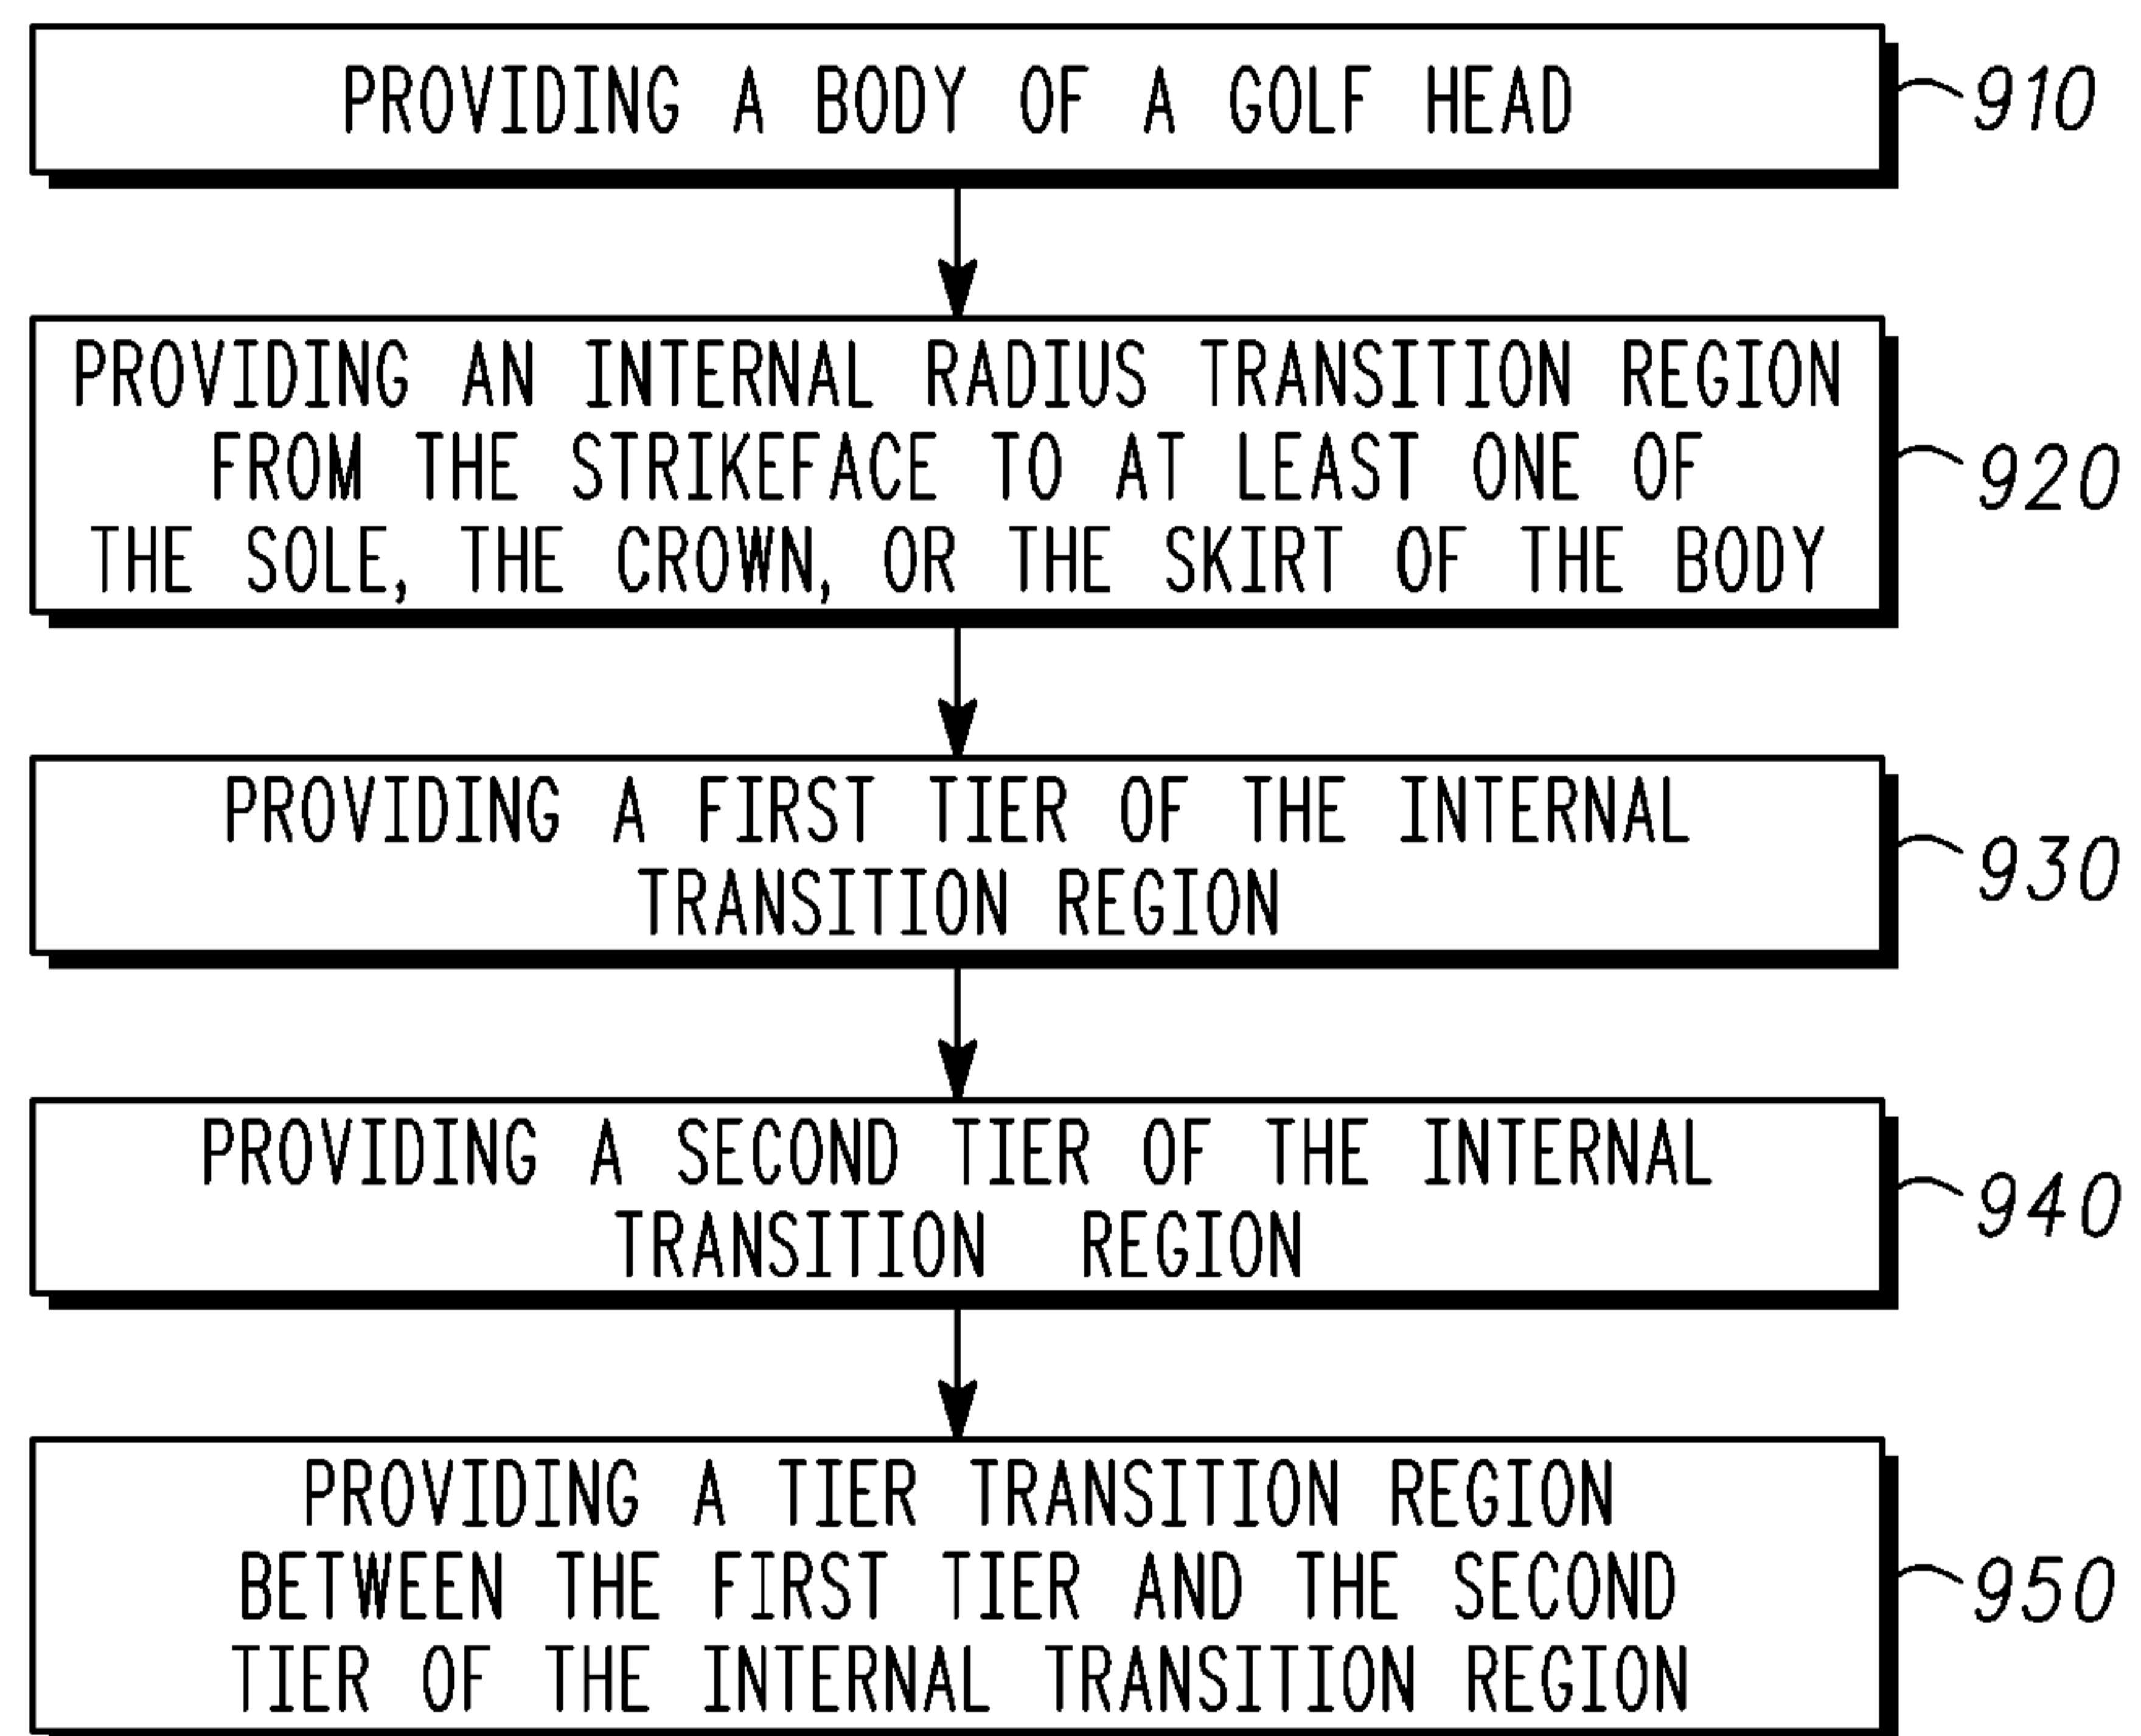 PROVIDING A BODY OF A GOLF HEAD
910
PROVIDING AN INTERNAL RADIUS TRANSITION REGION
FROM THE STRIKEFACE TO AT LEAST ONE OF
THE SOLE, THE CROWN, OR THE SKIRT OF THE BODY
920
PROVIDING A FIRST TIER OF THE INTERNAL
TRANSITION REGION
930
PROVIDING A SECOND TIER OF THE INTERNAL
TRANSITION REGION
940
PROVIDING A TIER TRANSITION REGION
BETWEEN THE FIRST TIER AND THE SECOND
TIER OF THE INTERNAL TRANSITION REGION
950